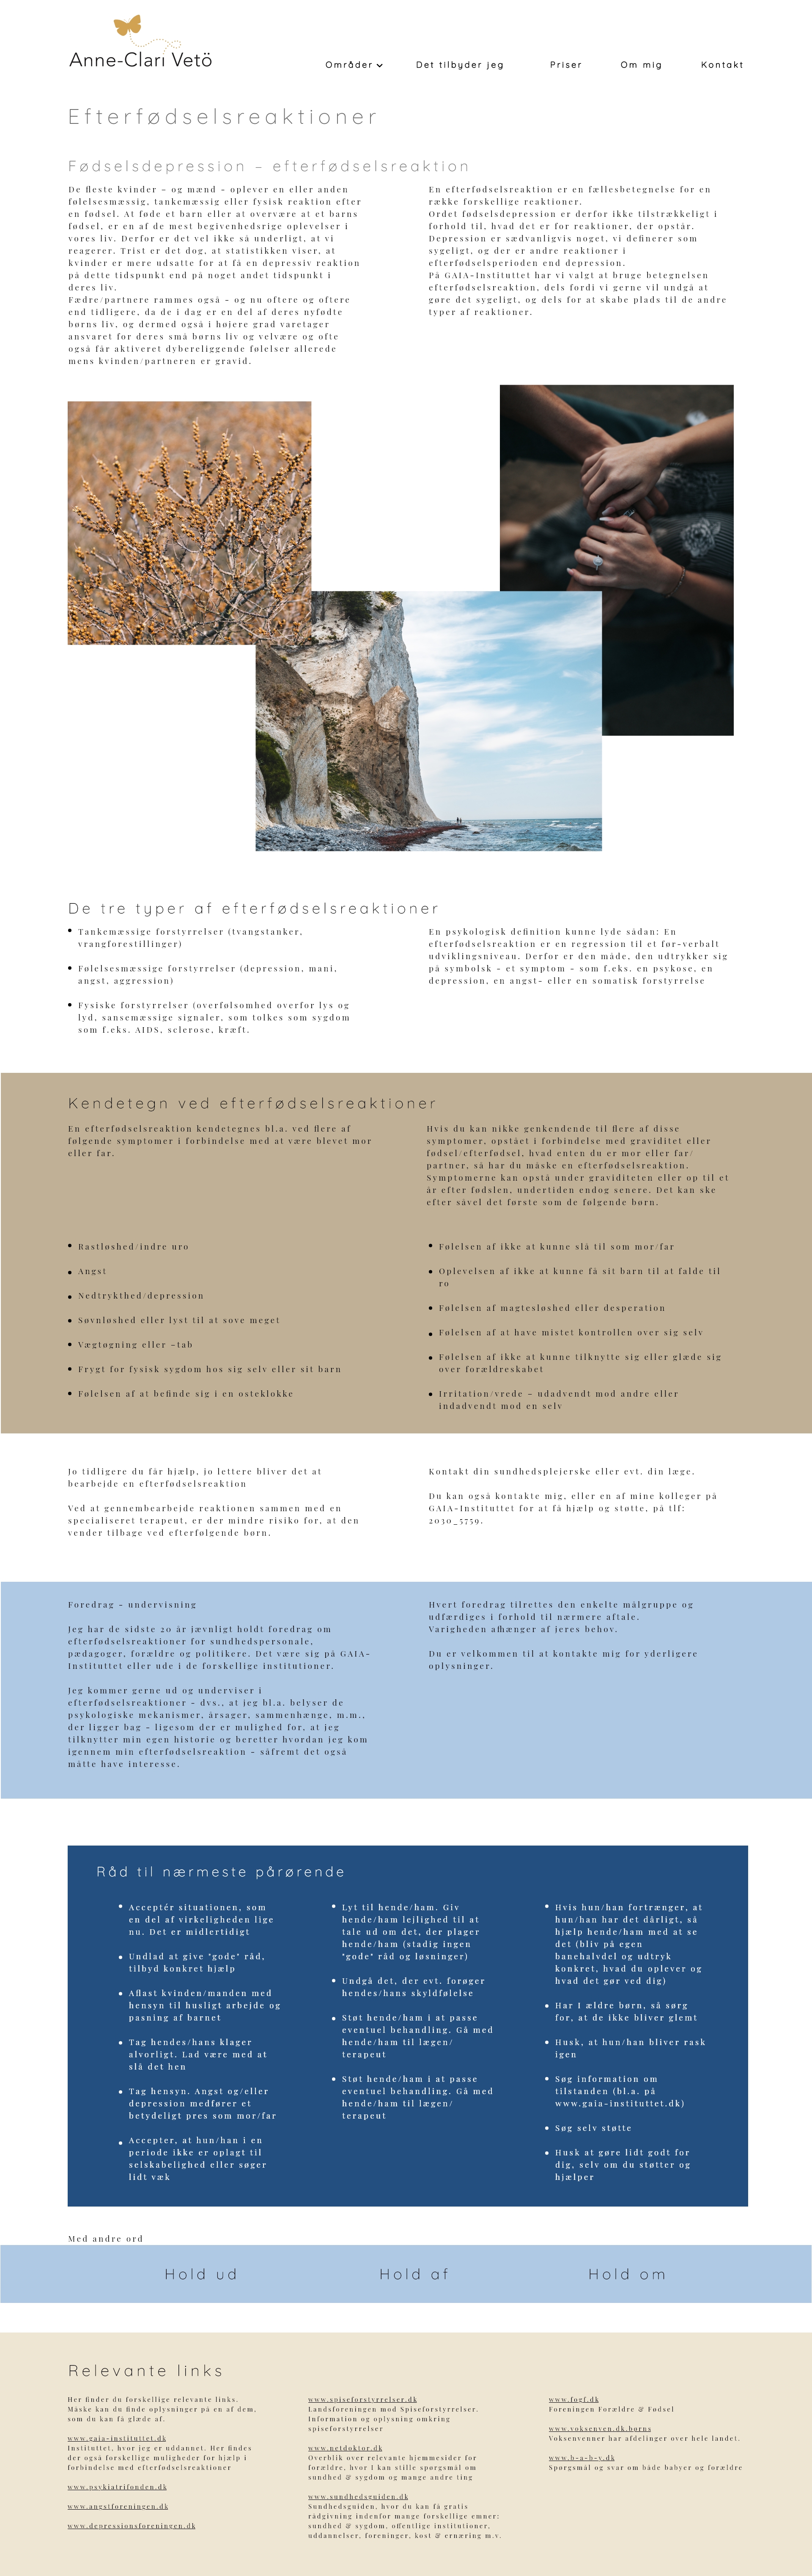 Anne-Clari Vetö
Områder
Det tilbyder jeg
Priser
Om mig
Kontakt
Efterfødselsreaktioner
Fødselsdepression – efterfødselsreaktion
De fleste kvinder – og mænd – oplever en eller anden
følelsesmæssig, tankemæssig eller fysisk reaktion efter
en fødsel. At føde et barn eller at overvære at et barns
fødsel, er en af de mest begivenhedsrige oplevelser i
vores liv. Derfor er det vel ikke så underligt, at vi
reagerer. Trist er det dog, at statistikken viser, at
kvinder er mere udsatte for at få en depressiv reaktion
på dette tidspunkt end på noget andet tidspunkt i
deres liv.
Fædre/partnere rammes også - og nu oftere og oftere
end tidligere, da de i dag er en del af deres nyfødte
børns liv, og dermed også i højere grad varetager
ansvaret for deres små børns liv og velvære og ofte
også får aktiveret dybereliggende følelser allerede
mens kvinden/partneren er gravid.
En efterfødselsreaktion er en fællesbetegnelse for en
række forskellige reaktioner.
Ordet fødselsdepression er derfor ikke tilstrækkeligt i
forhold til, hvad det er for reaktioner, der opstår.
Depression er sædvanligvis noget, vi definerer som
sygeligt, og der er andre reaktioner i
efterfødselsperioden end depression.
På GAIA-Instituttet har vi valgt at bruge betegnelsen
efterfødselsreaktion, dels fordi vi gerne vil undgå at
gøre det sygeligt, og dels for at skabe plads til de andre
typer af reaktioner.
De tre typer af efterfødselsreaktioner
Tankemæssige forstyrrelser (tvangstanker,
vrangforestillinger)
Følelsesmæssige forstyrrelser (depression, mani,
angst, aggression)
Fysiske forstyrrelser (overfølsomhed overfor lys og
lyd, sansemæssige signaler, som tolkes som sygdom
som f.eks. AIDS, sclerose, kræft.
En psykologisk definition kunne lyde sådan; En
efterfødselsreaktion er en regression til et før-verbalt
udviklingsniveau. Derfor er den måde, den udtrykker sig
på symbolsk - et symptom - som f.eks. en psykose, en
depression, en angst- eller en somatisk forstyrrelse
Kendetegn ved efterfødselsreaktioner
En efterfødselsreaktion kendetegnes bl.a. ved flere af
følgende symptomer i forbindelse med at være blevet mor
eller far.
Hvis du kan nikke genkendende til flere af disse
symptomer, opstået i forbindelse med graviditet eller
fødsel/efterfødsel, hvad enten du er mor eller far/
partner, så har du måske en efterfødselsreaktion.
Symptomerne kan opstå under graviditeten eller op til et
år efter fødslen, undertiden endog senere. Det kan ske
efter såvel det første som de følgende børn.
Rastløshed/indre uro
Angst
Nedtrykthed/depression
Søvnløshed eller lyst til at sove meget
Vægtøgning eller –tab
Frygt for fysisk sygdom hos sig selv eller sit barn
Følelsen af at befinde sig i en osteklokke
Følelsen af ikke at kunne slå til som mor/far
Oplevelsen af ikke at kunne få sit barn til at falde til
ro
Følelsen af magtesløshed eller desperation
Følelsen af at have mistet kontrollen over sig selv
Følelsen af ikke at kunne tilknytte sig eller glæde sig
over forældreskabet
Irritation/vrede – udadvendt mod andre eller
indadvendt mod en selv
Jo tidligere du får hjælp, jo lettere bliver det at
bearbejde en efterfødselsreaktion
Ved at gennembearbejde reaktionen sammen med en
specialiseret terapeut, er der mindre risiko for, at den
vender tilbage ved efterfølgende børn.
Kontakt din sundhedsplejerske eller evt. din læge.
Du kan også kontakte mig, eller en af mine kolleger på
GAIA-Instituttet for at få hjælp og støtte, på tlf:
2030_5759.
Foredrag - undervisning
Jeg har de sidste 20 år jævnligt holdt foredrag om
efterfødselsreaktioner for sundhedspersonale,
pædagoger, forældre og politikere. Det være sig på GAIA-
Instituttet eller ude i de forskellige institutioner.
Jeg kommer gerne ud og underviser i
efterfødselsreaktioner - dvs., at jeg bl.a. belyser de
psykologiske mekanismer, årsager, sammenhænge, m.m.,
der ligger bag - ligesom der er mulighed for, at jeg
tilknytter min egen historie og beretter hvordan jeg kom
igennem min efterfødselsreaktion - såfremt det også
måtte have interesse.
Hvert foredrag tilrettes den enkelte målgruppe og
udfærdiges i forhold til nærmere aftale.
Varigheden afhænger af jeres behov.
Du er velkommen til at kontakte mig for yderligere
oplysninger.
Råd til nærmeste pårørende
Acceptér situationen, som
en del af virkeligheden lige
nu. Det er midlertidigt
Undlad at give "gode" råd,
tilbyd konkret hjælp
Aflast kvinden/manden med
hensyn til husligt arbejde og
pasning af barnet
Tag hendes/hans klager
alvorligt. Lad være med at
slå det hen
Tag hensyn. Angst og/eller
depression medfører et
betydeligt pres som mor/far
Accepter, at hun/han i en
periode ikke er oplagt til
selskabelighed eller søger
lidt væk
Lyt til hende/ham. Giv
hende/ham lejlighed til at
tale ud om det, der plager
hende/ham (stadig ingen
"gode" råd og løsninger)
Undgå det, der evt. forøger
hendes/hans skyldfølelse
Støt hende/ham i at passe
eventuel behandling. Gå med
hende/ham til lægen/
terapeut
Støt hende/ham i at passe
eventuel behandling. Gå med
hende/ham til lægen/
terapeut
Hvis hun/han fortrænger, at
hun/han har det dårligt, så
hjælp hende/ham med at se
det (bliv på egen
banehalvdel og udtryk
konkret, hvad du oplever og
hvad det gør ved dig)
Har I ældre børn, så sørg
for, at de ikke bliver glemt
Husk, at hun/han bliver rask
igen
Søg information om
tilstanden (bl.a. på
www.gaia-instituttet.dk)
Søg selv støtte
Husk at gøre lidt godt for
dig, selv om du støtter og
hjælper
Med andre ord
Hold ud
Hold af
Hold om
Relevante links
Her finder du forskellige relevante links.
Måske kan du finde oplysninger på en af dem,
som du kan få glæde af.
www.gaia-instituttet.dk
Instituttet, hvor jeg er uddannet. Her findes
der også forskellige muligheder for hjælp i
forbindelse med efterfødselsreaktioner
www.psykiatrifonden.dk
www.angstforeningen.dk
www.depressionsforeningen.dk
www.spiseforstyrrelser.dk
Landsforeningen mod Spiseforstyrrelser.
Information og oplysning omkring
spiseforstyrrelser
www.netdoktor.dk
Overblik over relevante hjemmesider for
forældre, hvor I kan stille spørgsmål om
sundhed & sygdom og mange andre ting
www.sundhedsguiden.dk
Sundhedsguiden, hvor du kan få gratis
rådgivning indenfor mange forskellige emner;
sundhed & sygdom, offentlige institutioner,
uddannelser, foreninger, kost & ernæring m.v.
www.fogf.dk
Foreningen Forældre & Fødsel
www.voksenven.dk.børns
Voksenvenner har afdelinger over hele landet.
www.b-a-b-y.dk
Spørgsmål og svar om både babyer og forældre